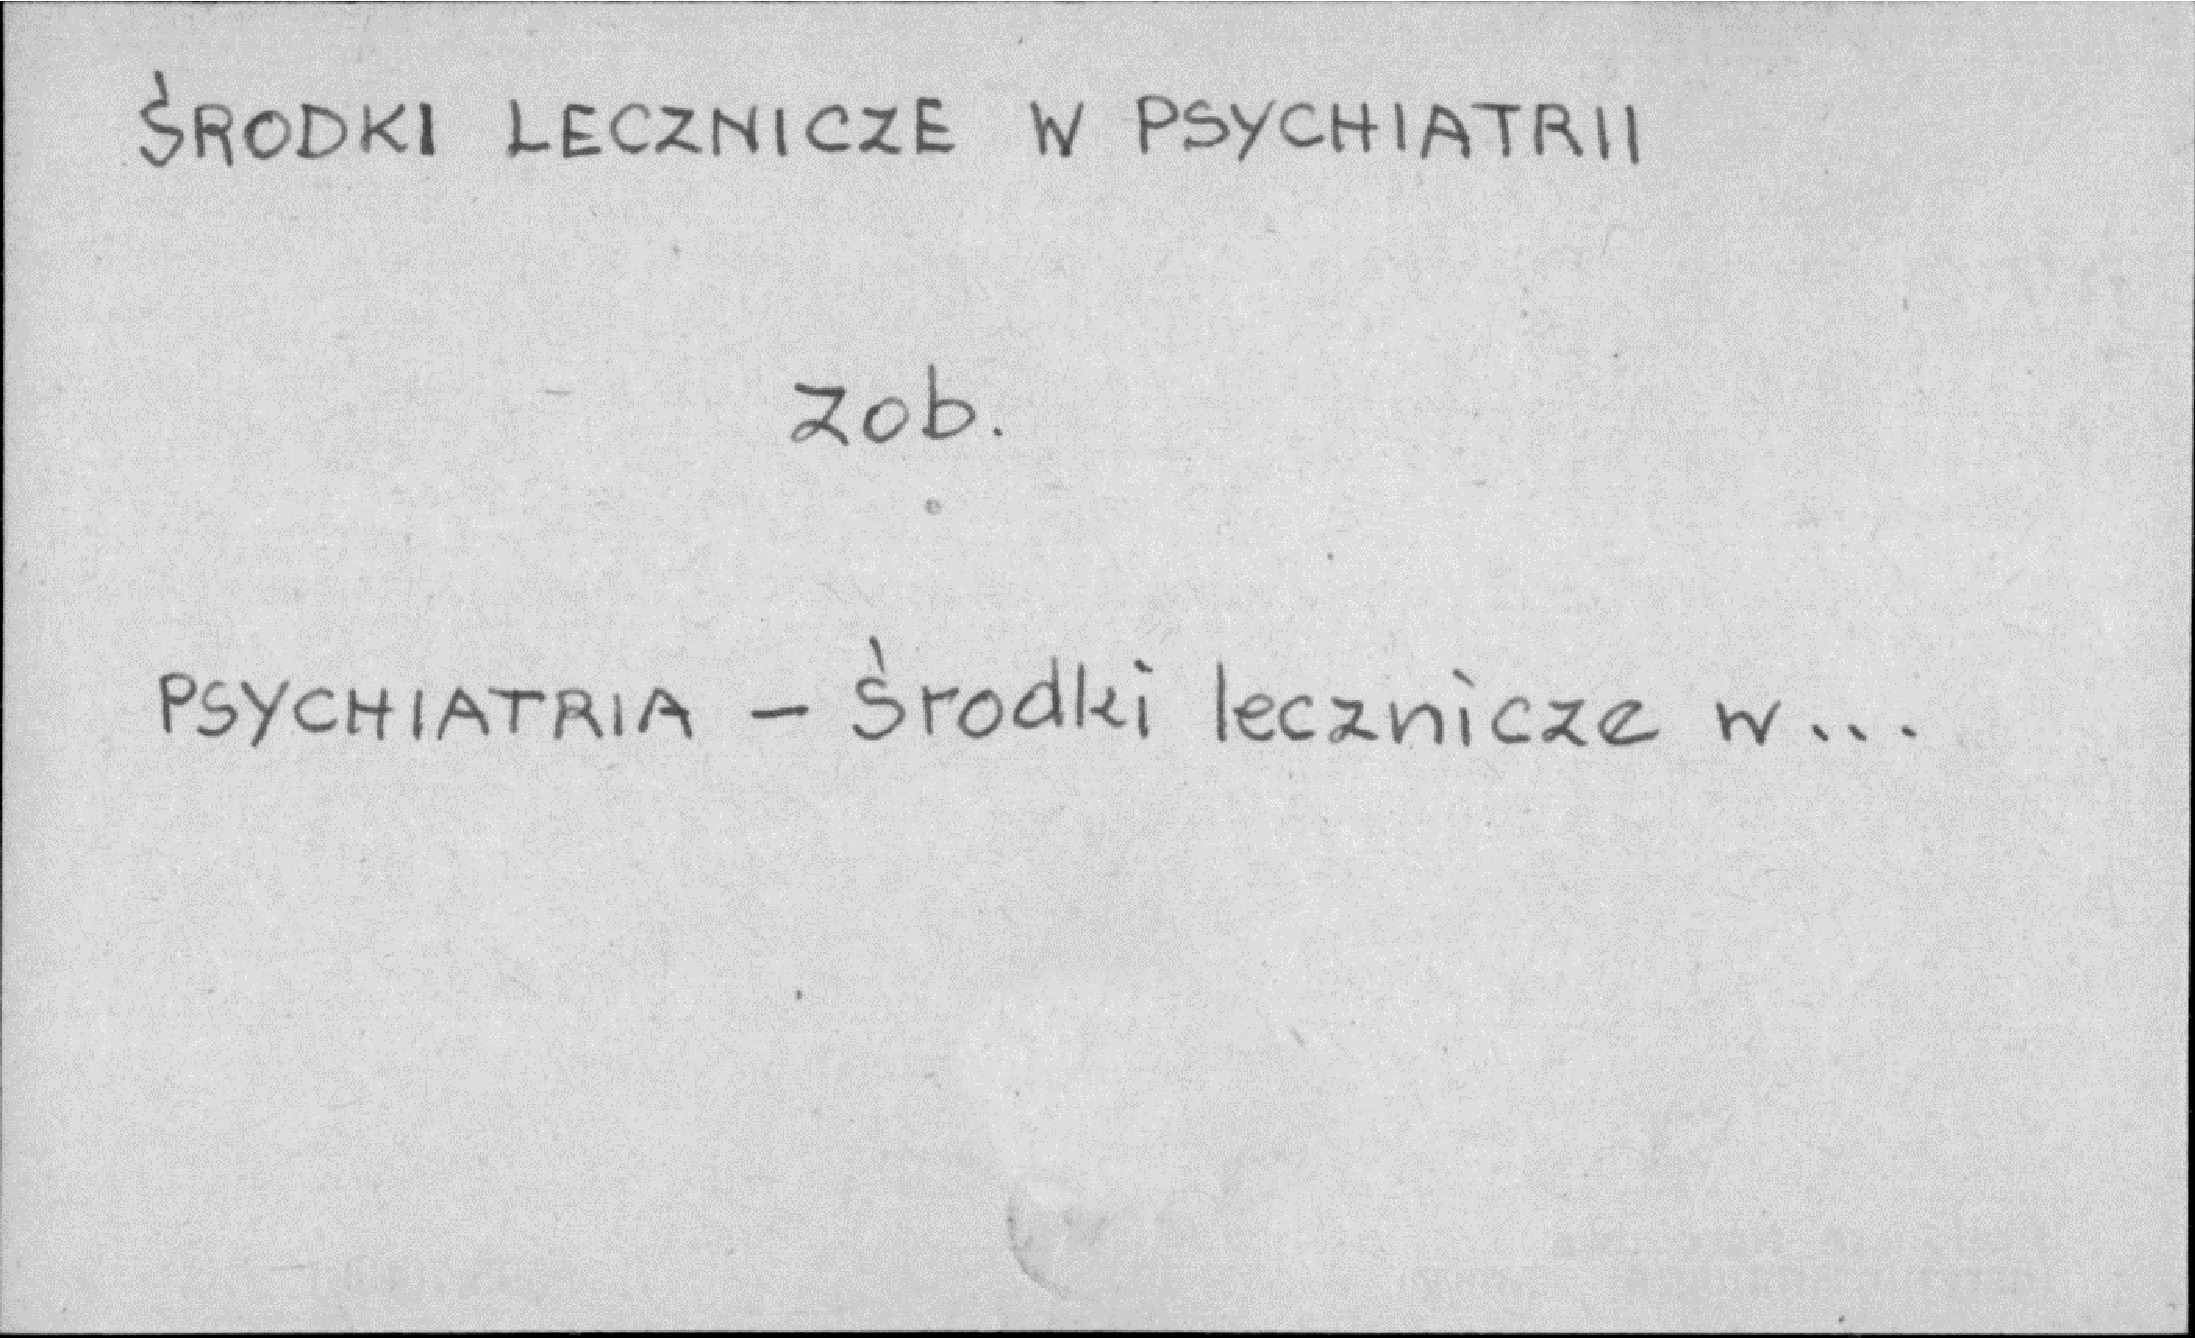 ŚRODKI LECZNICZE W PSYCHIATRII
zob.
PSYCHIATRIA – Środki lecznicze w...